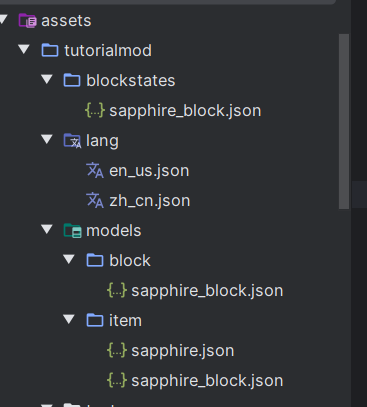 assets
tutorialmod
blockstates
sapphire_block.json
lang
en_us.json
zh_cn.json
models
block
sapphire_block.json
item
sapphire.json
sapphire_block.json